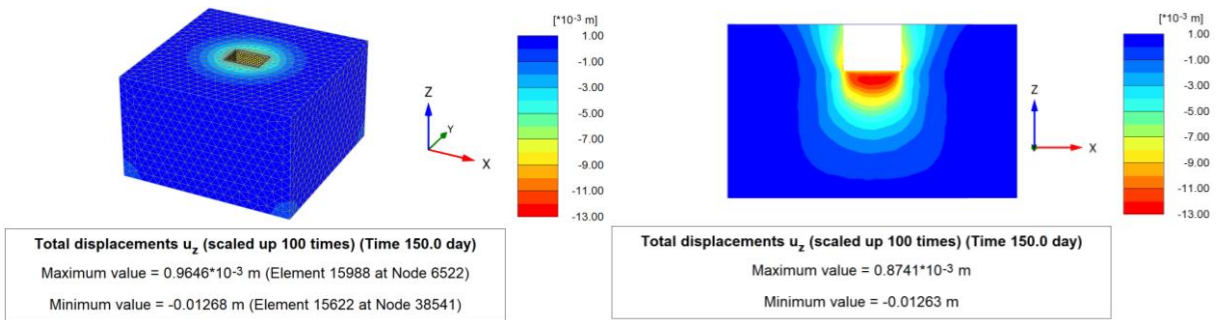 [*10⁻³ m]
1.00
-1.00
-3.00
-5.00
-7.00
-9.00
-11.00
-13.00
Z
Y
X
Total displacements u_z (scaled up 100 times) (Time 150.0 day)
Maximum value = 0.9646*10⁻³ m (Element 15988 at Node 6522)
Minimum value = -0.01268 m (Element 15622 at Node 38541)
[*10⁻³ m]
1.00
-1.00
-3.00
-5.00
-7.00
-9.00
-11.00
-13.00
Z
X
Total displacements u_z (scaled up 100 times) (Time 150.0 day)
Maximum value = 0.8741*10⁻³ m
Minimum value = -0.01263 m